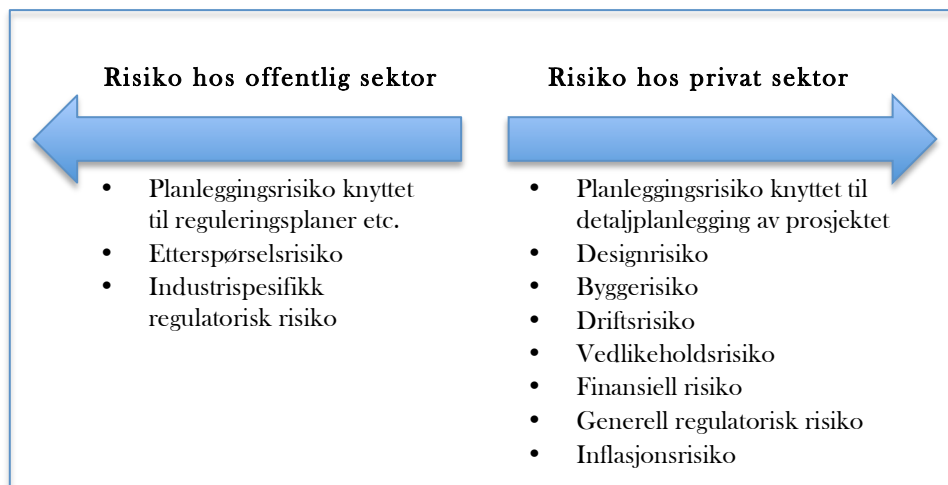 Risiko hos offentlig sektor
• Planleggingsrisiko knyttet
til reguleringsplaner etc.
• Etterspørselsrisiko
• Industrispesifikk
regulatorisk risiko
Risiko hos privat sektor
• Planleggingsrisiko knyttet til
detaljplanlegging av prosjektet
• Designrisiko
• Byggerisiko
• Driftsrisiko
• Vedlikeholdsrisiko
• Finansiell risiko
• Generell regulatorisk risiko
• Inflasjonsrisiko